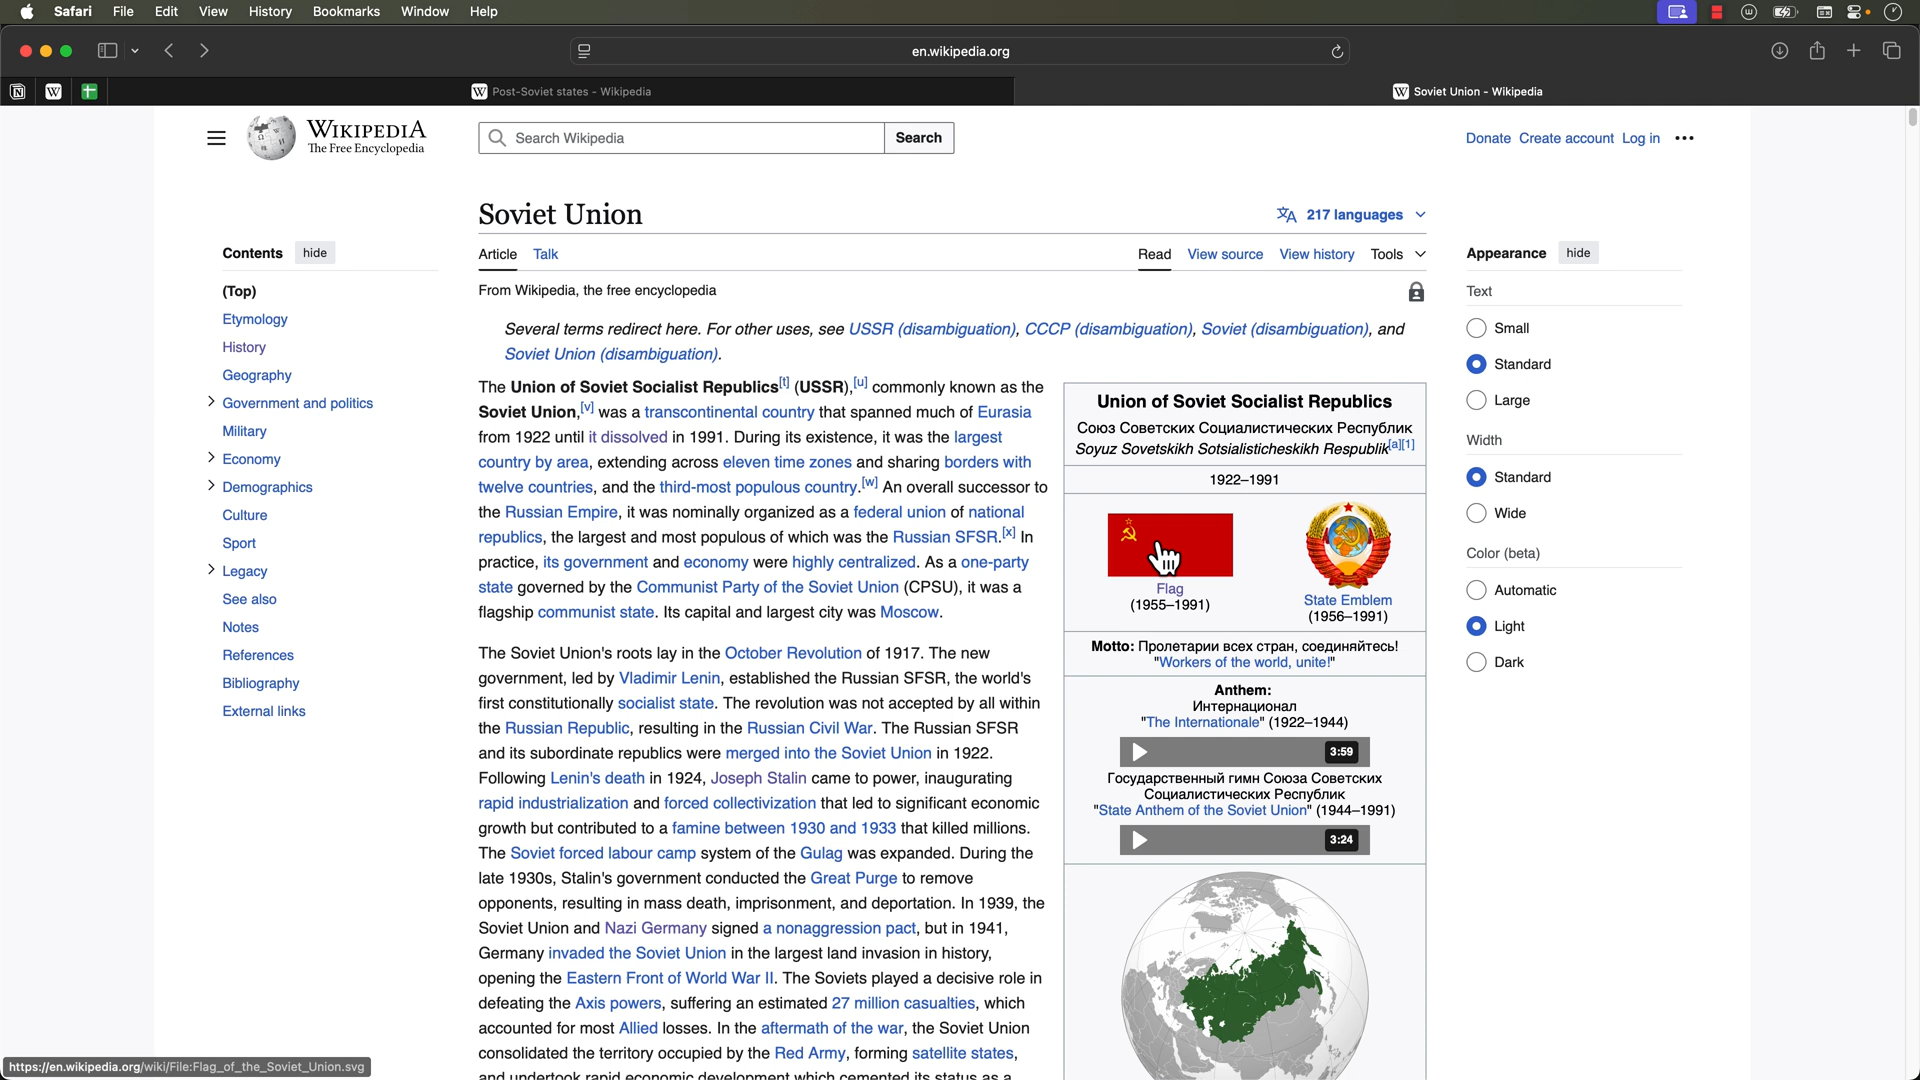 Safari File Edit View History Bookmarks Window Help
en.wikipedia.org
Post-Soviet states - Wikipedia
Soviet Union - Wikipedia
WIKIPEDIA
The Free Encyclopedia
Search Wikipedia
Search
Donate Create account Log in
Soviet Union
217 languages
Contents hide
(Top)
Etymology
History
Geography
Government and politics
Military
Economy
Demographics
Culture
Sport
Legacy
See also
Notes
References
Bibliography
External links
Article Talk
Read View source View history Tools
From Wikipedia, the free encyclopedia
Several terms redirect here. For other uses, see USSR (disambiguation), CCCP (disambiguation), Soviet (disambiguation), and
Soviet Union (disambiguation).
The Union of Soviet Socialist Republics[t] (USSR),[u] commonly known as the
Soviet Union,[v] was a transcontinental country that spanned much of Eurasia
from 1922 until it dissolved in 1991. During its existence, it was the largest
country by area, extending across eleven time zones and sharing borders with
twelve countries, and the third-most populous country.[w] An overall successor to
the Russian Empire, it was nominally organized as a federal union of national
republics, the largest and most populous of which was the Russian SFSR.[x] In
practice, its government and economy were highly centralized. As a one-party
state governed by the Communist Party of the Soviet Union (CPSU), it was a
flagship communist state. Its capital and largest city was Moscow.
The Soviet Union's roots lay in the October Revolution of 1917. The new
government, led by Vladimir Lenin, established the Russian SFSR, the world's
first constitutionally socialist state. The revolution was not accepted by all within
the Russian Republic, resulting in the Russian Civil War. The Russian SFSR
and its subordinate republics were merged into the Soviet Union in 1922.
Following Lenin's death in 1924, Joseph Stalin came to power, inaugurating
rapid industrialization and forced collectivization that led to significant economic
growth but contributed to a famine between 1930 and 1933 that killed millions.
The Soviet forced labour camp system of the Gulag was expanded. During the
late 1930s, Stalin's government conducted the Great Purge to remove
opponents, resulting in mass death, imprisonment, and deportation. In 1939, the
Soviet Union and Nazi Germany signed a nonaggression pact, but in 1941,
Germany invaded the Soviet Union in the largest land invasion in history,
opening the Eastern Front of World War II. The Soviets played a decisive role in
defeating the Axis powers, suffering an estimated 27 million casualties, which
accounted for most Allied losses. In the aftermath of the war, the Soviet Union
consolidated the territory occupied by the Red Army, forming satellite states,
and undertook rapid economic development which cemented its status as a
Union of Soviet Socialist Republics
Союз Советских Социалистических Республик
Soyuz Sovetskikh Sotsialisticheskikh Respublik[a][1]
1922–1991
Flag
(1955–1991)
State Emblem
(1956–1991)
Motto: Пролетарии всех стран, соединяйтесь!
"Workers of the world, unite!"
Anthem:
Интернационал
"The Internationale" (1922–1944)
3:59
Государственный гимн Союза Советских
Социалистических Республик
"State Anthem of the Soviet Union" (1944–1991)
3:24
Appearance hide
Text
Small
Standard
Large
Width
Standard
Wide
Color (beta)
Automatic
Light
Dark
https://en.wikipedia.org/wiki/File:Flag_of_the_Soviet_Union.svg